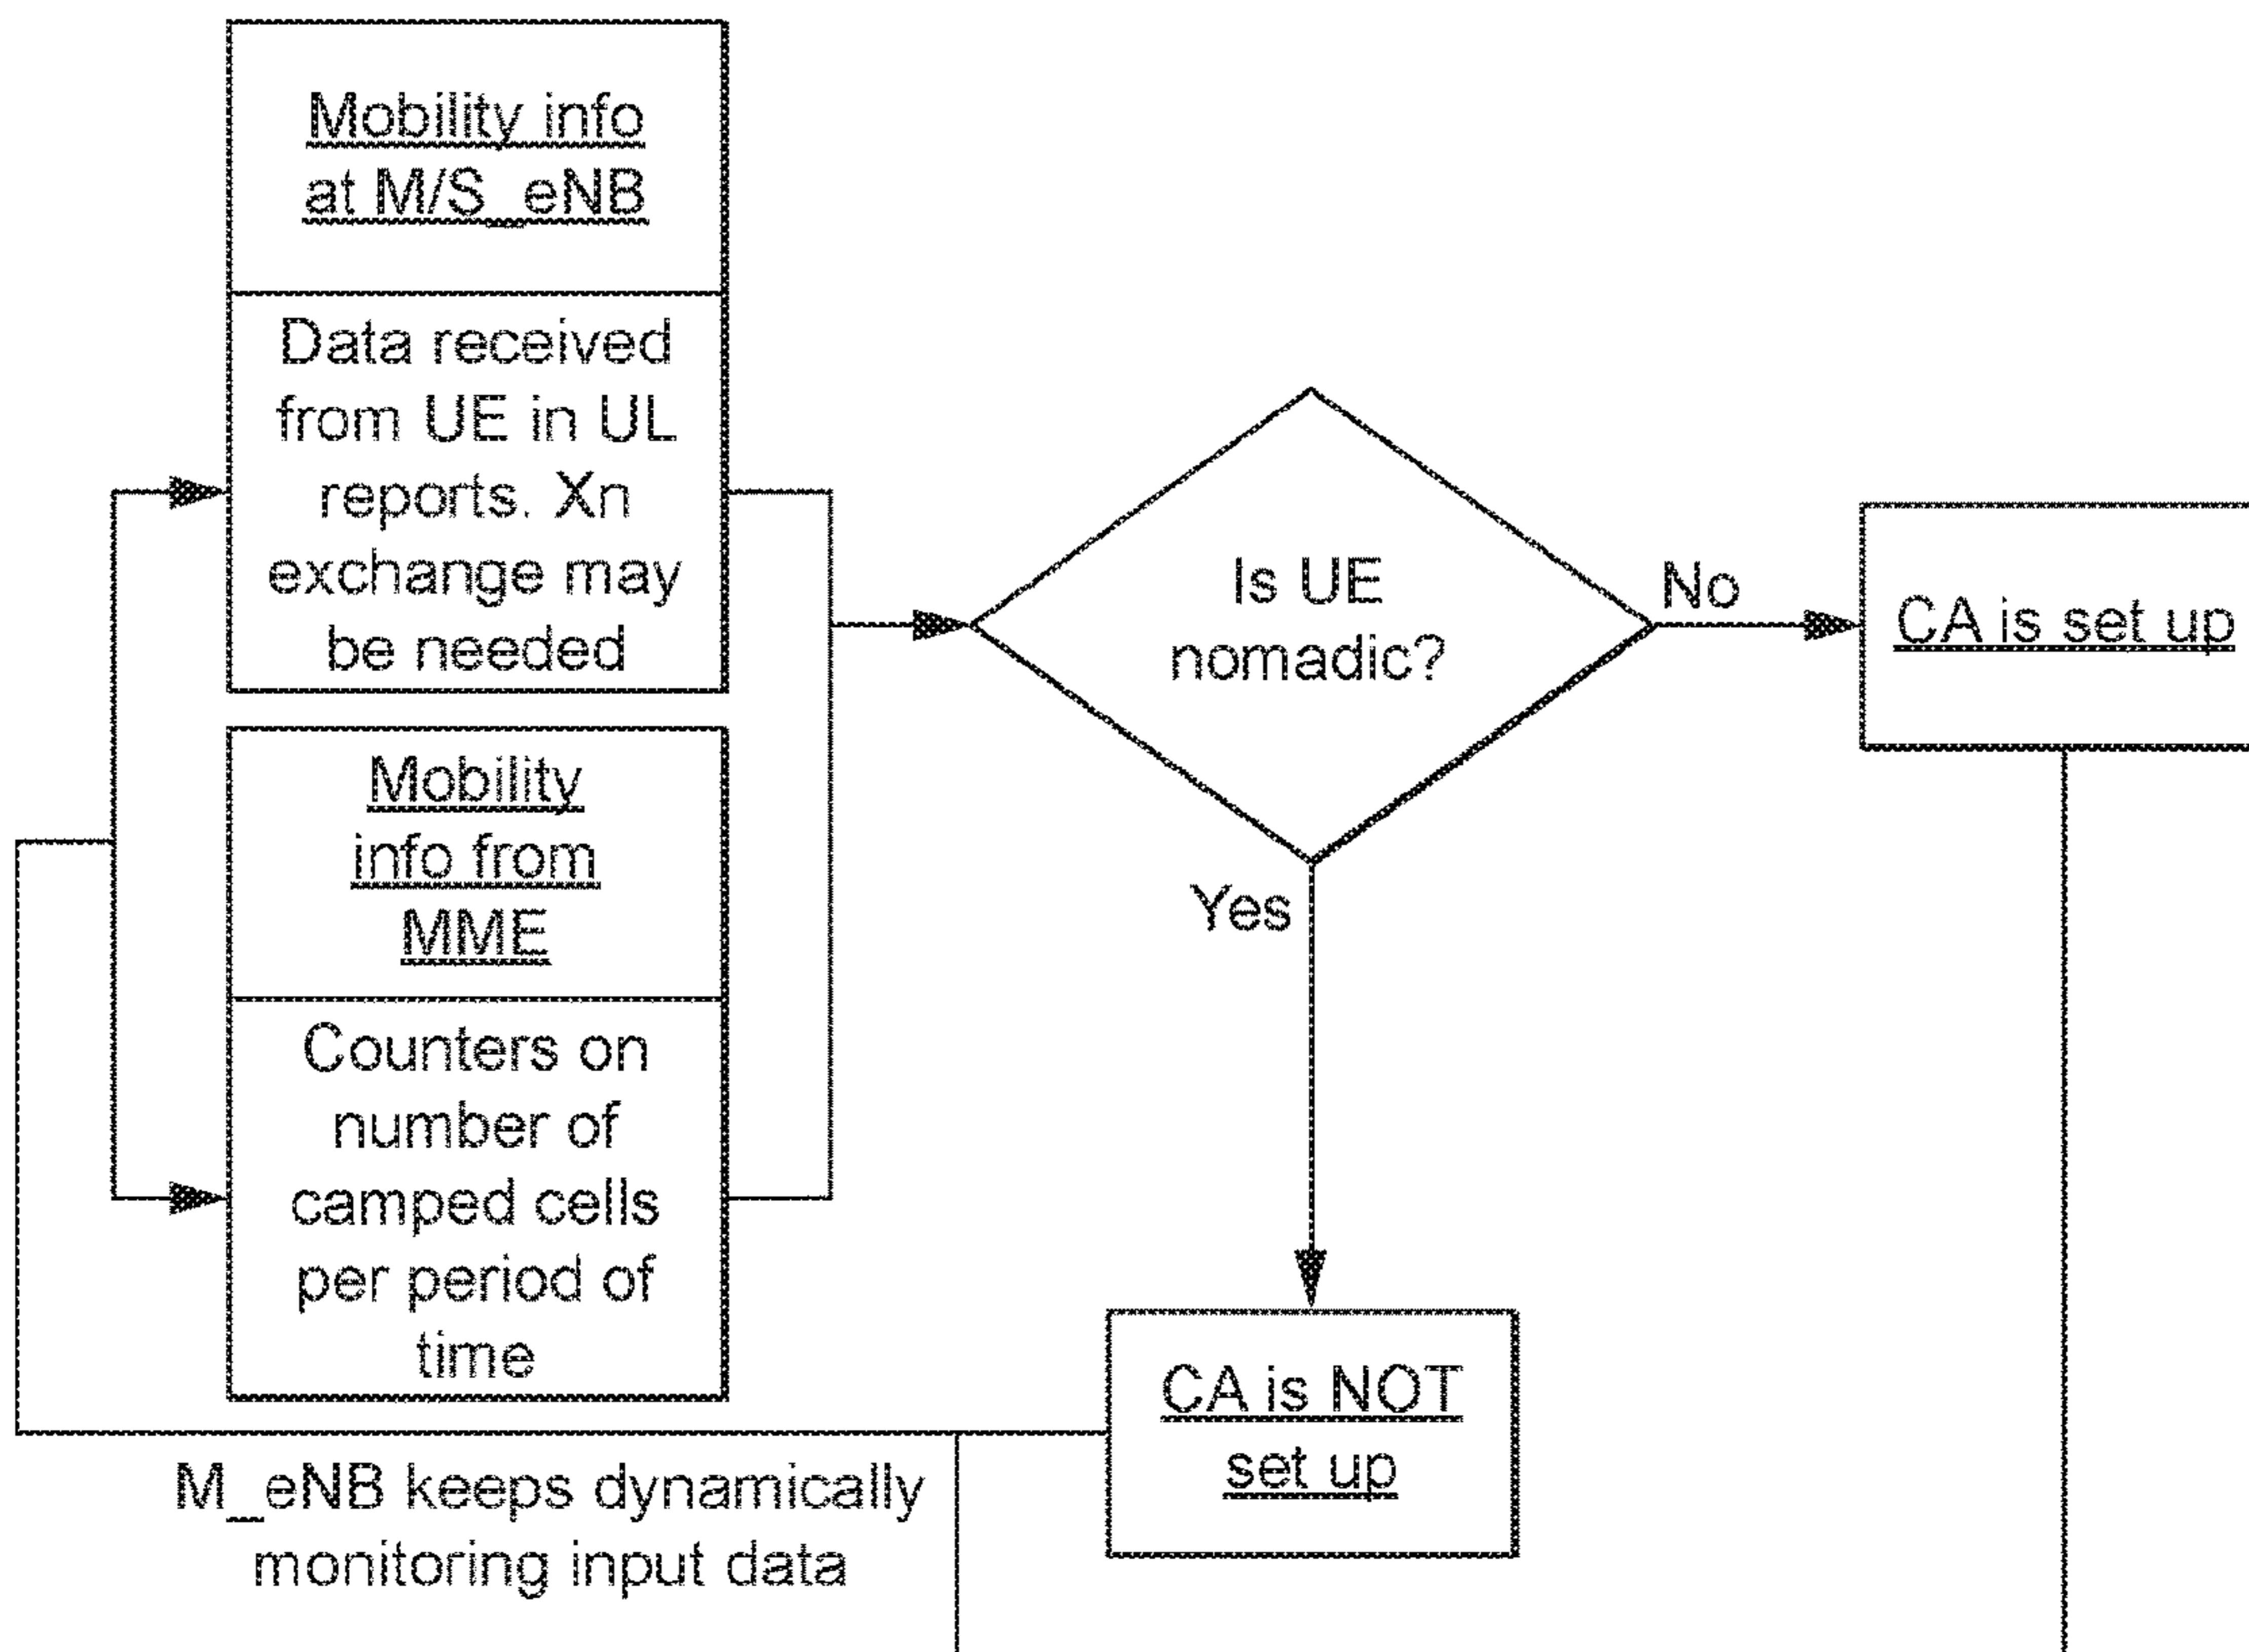 Mobility info
at M/S_eNB
Data received
from UE in UL
reports. Xn
exchange may
be needed
Mobility
info from
MME
Counters on
number of
camped cells
per period of
time
Is UE
nomadic?
No
CA is set up
Yes
CA is NOT
set up
M_eNB keeps dynamically
monitoring input data